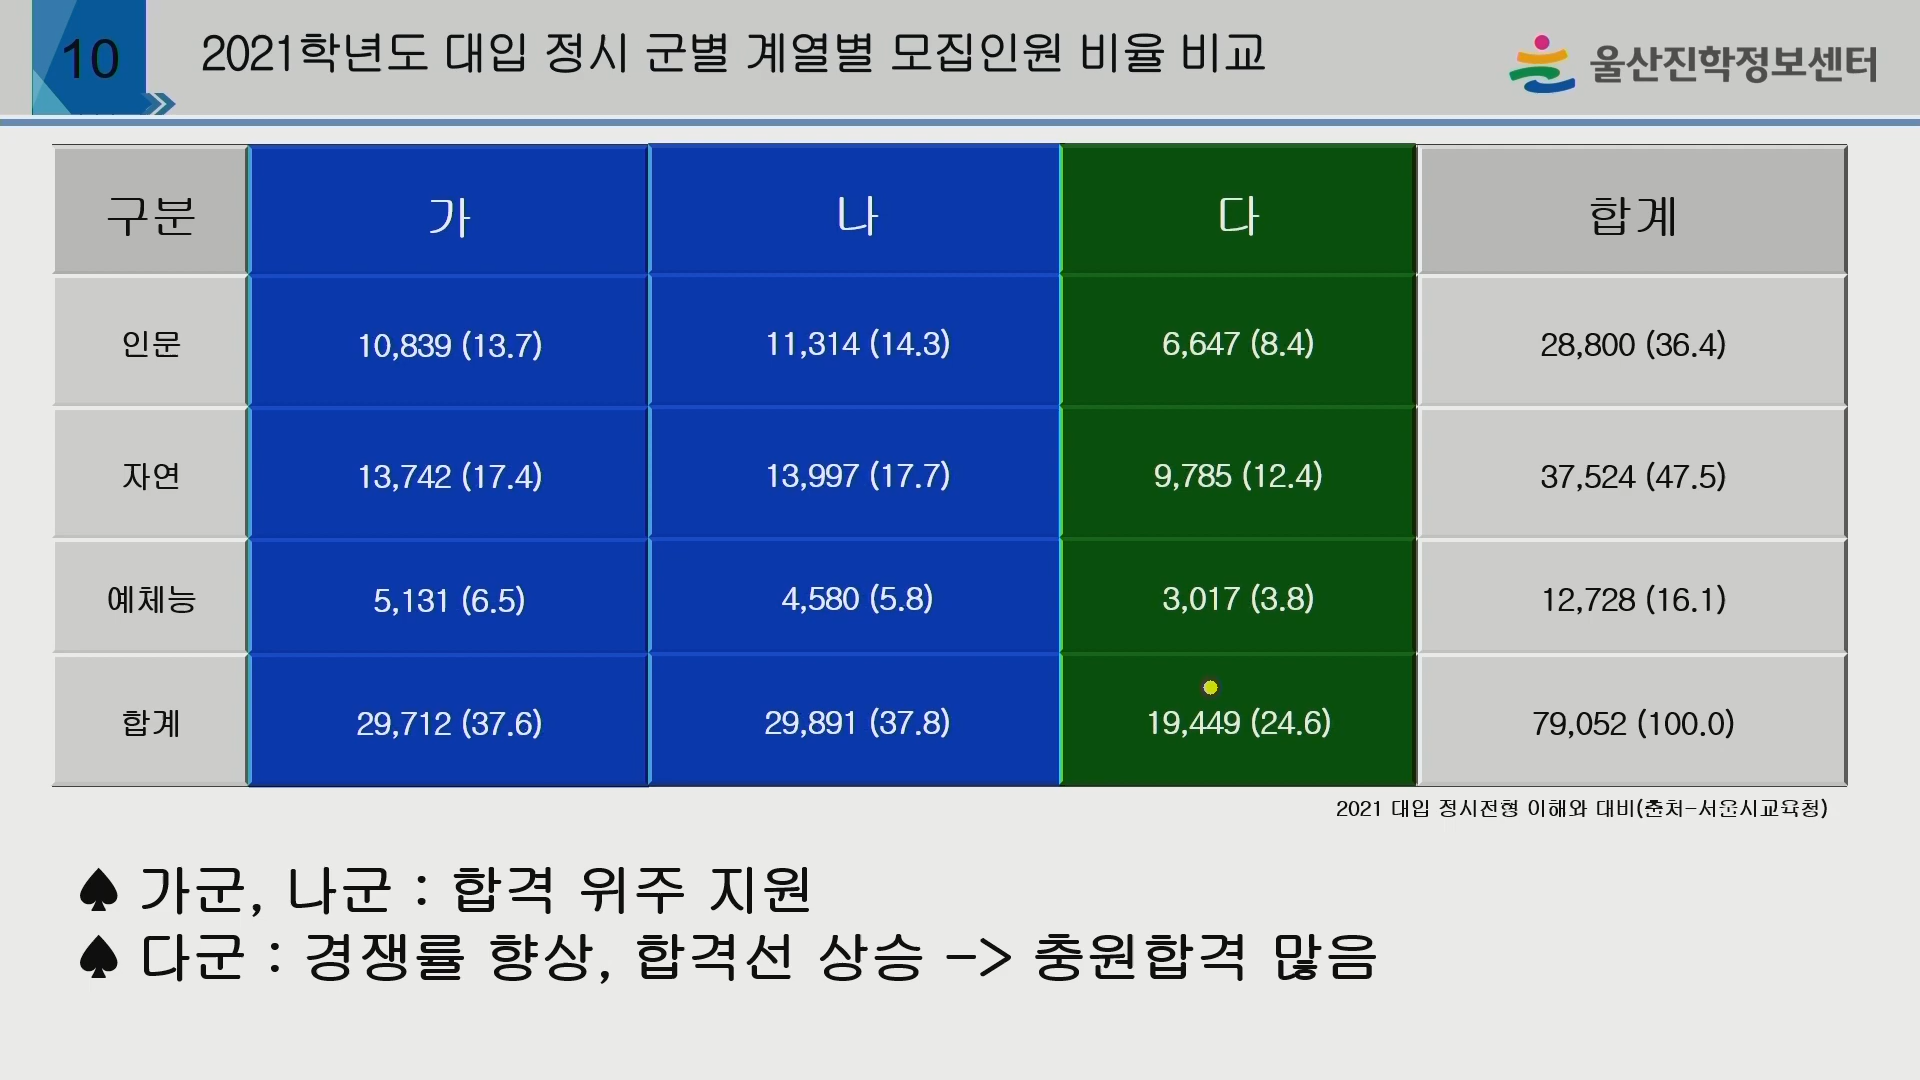 10
2021학년도 대입 정시 군별 계열별 모집인원 비율 비교
울산진학정보센터
구분 가 나 다 합계
인문 10,839 (13.7) 11,314 (14.3) 6,647 (8.4) 28,800 (36.4)
자연 13,742 (17.4) 13,997 (17.7) 9,785 (12.4) 37,524 (47.5)
예체능 5,131 (6.5) 4,580 (5.8) 3,017 (3.8) 12,728 (16.1)
합계 29,712 (37.6) 29,891 (37.8) 19,449 (24.6) 79,052 (100.0)
2021 대입 정시전형 이해와 대비(출처-서울시교육청)
♠ 가군, 나군 : 합격 위주 지원
♠ 다군 : 경쟁률 향상, 합격선 상승 -> 충원합격 많음